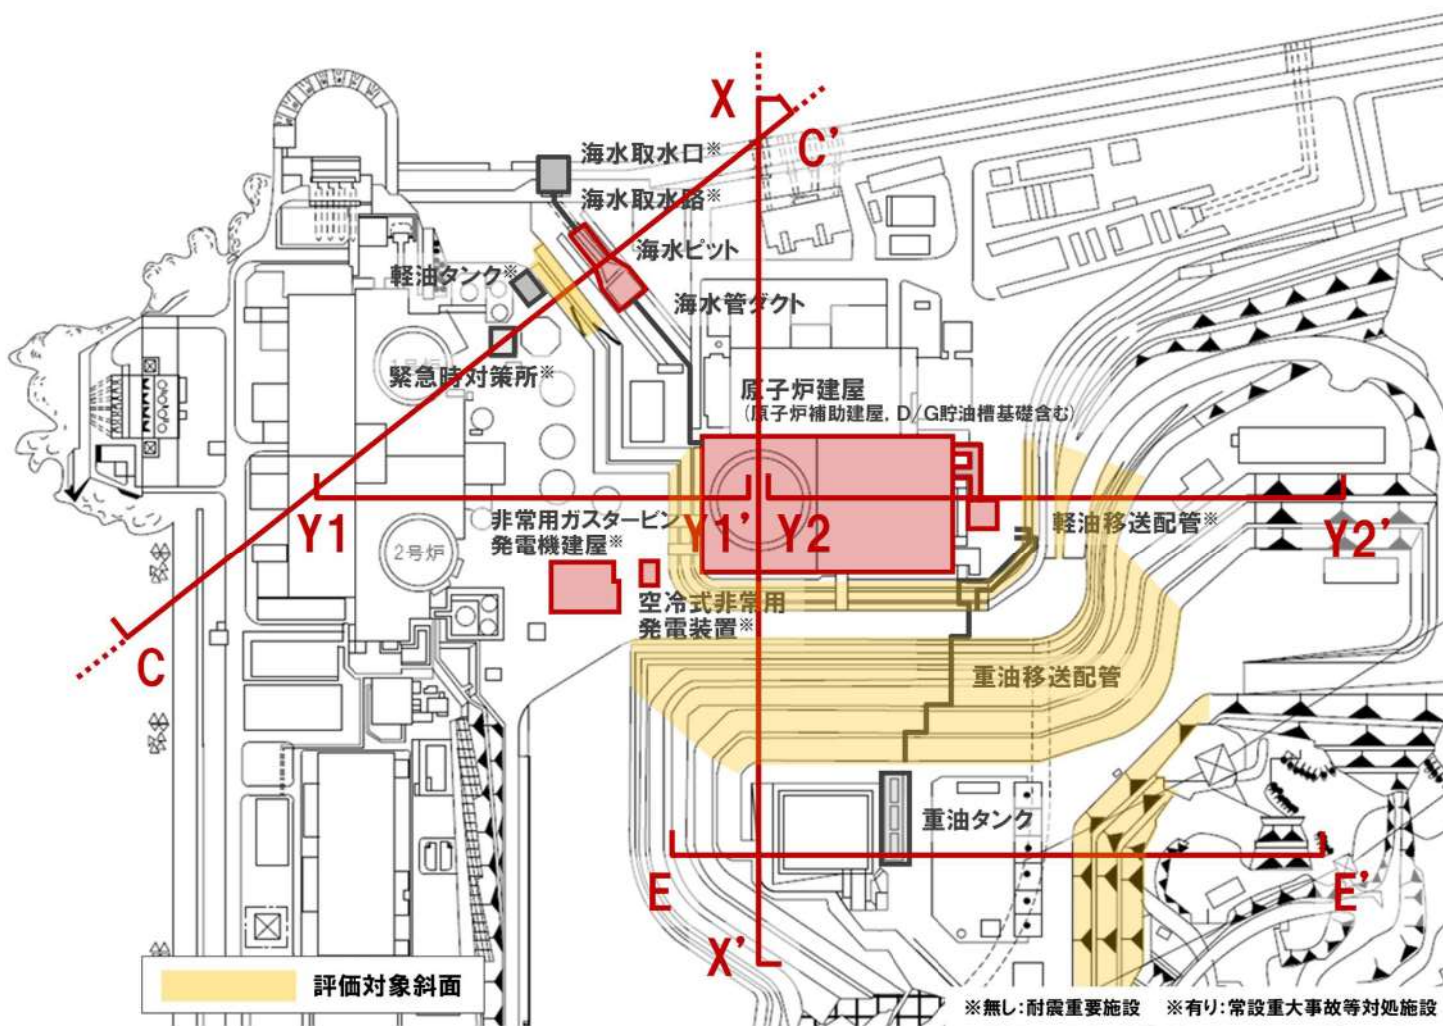 X
C'
海水取水口※
海水取水路※
海水ピット
軽油タンク※
海水管ダクト
1号炉
緊急時対策所※
原子炉建屋
(原子炉補助建屋, D/G貯油槽基礎含む)
Y1
非常用ガスタービン
発電機建屋※
Y1'
Y2
軽油移送配管※
Y2'
2号炉
空冷式非常用
発電装置※
C
重油移送配管
重油タンク
E
E'
X'
評価対象斜面
※無し:耐震重要施設 ※有り:常設重大事故等対処施設